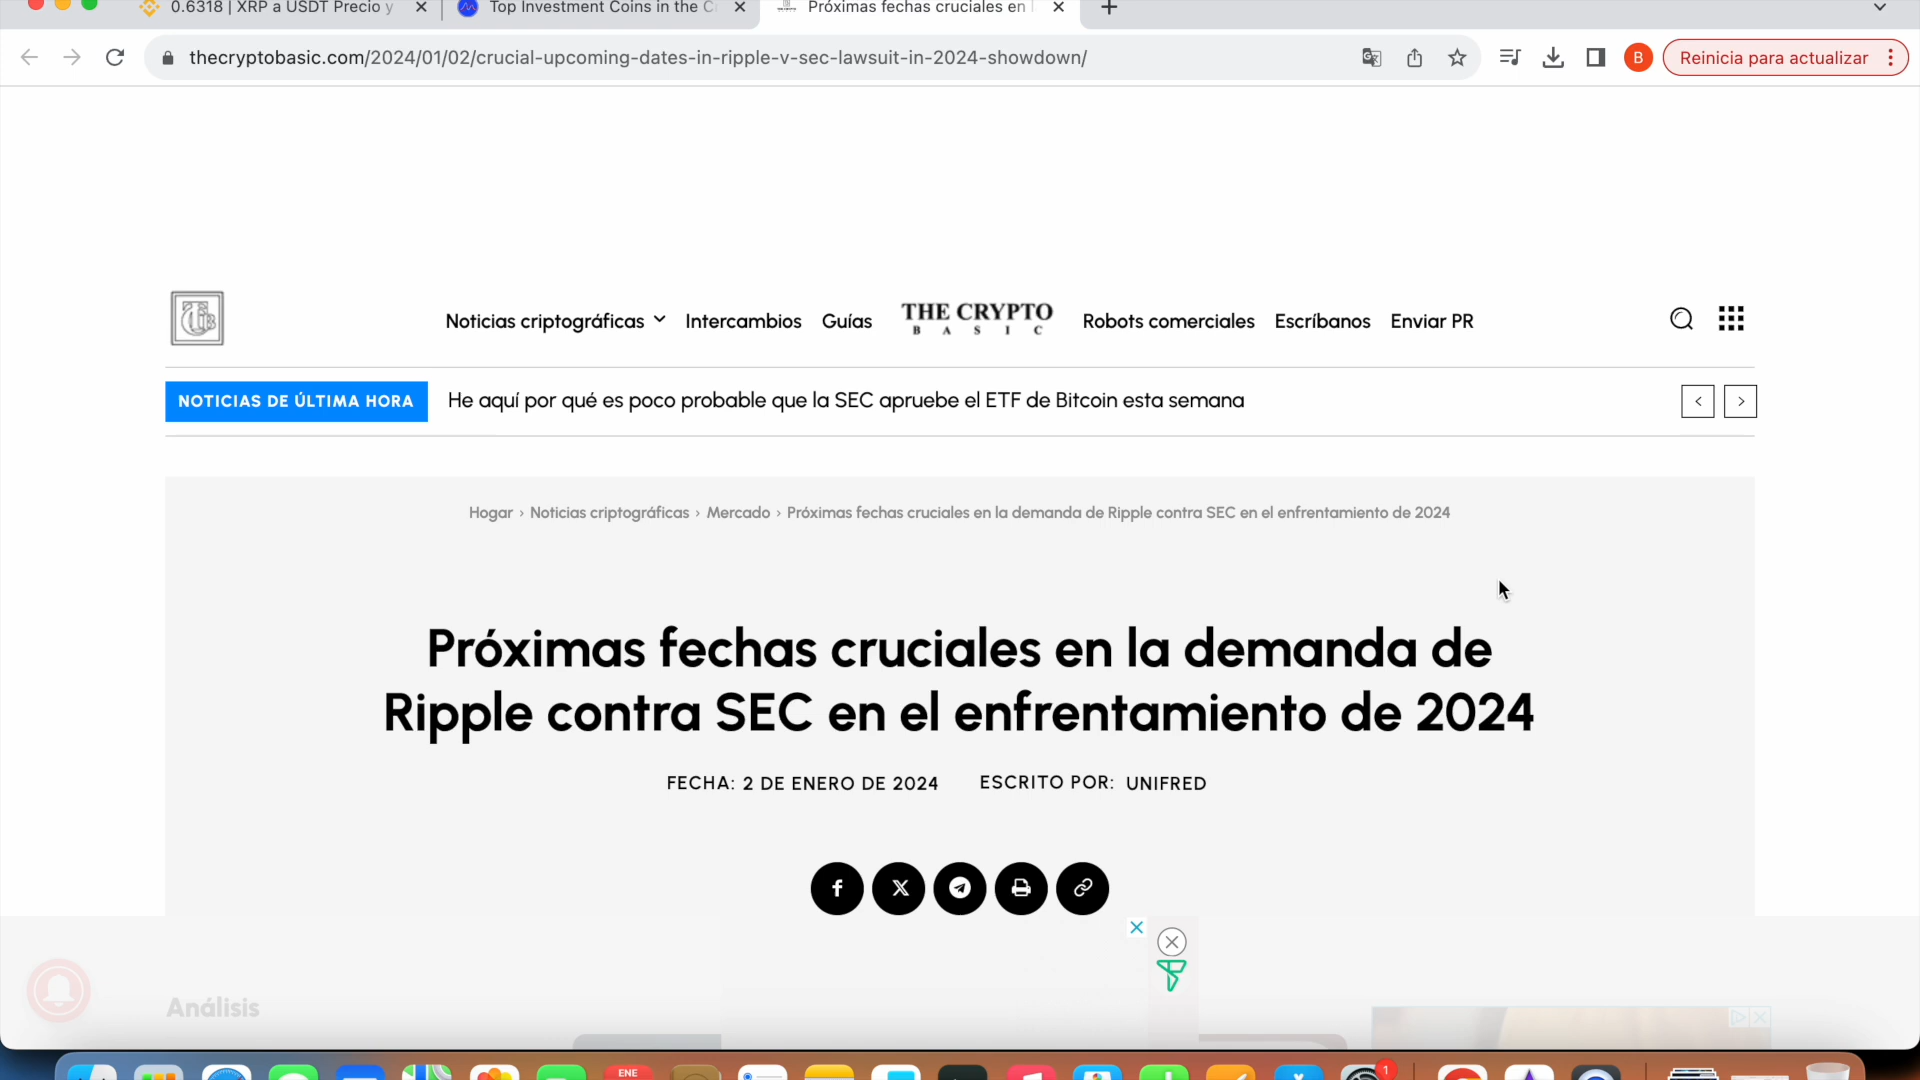 0.6318 | XRP a USDT Precio y
Top Investment Coins in the C
Próximas fechas cruciales en
thecryptobasic.com/2024/01/02/crucial-upcoming-dates-in-ripple-v-sec-lawsuit-in-2024-showdown/
B
Reinicia para actualizar
Noticias criptográficas
Intercambios
Guías
THE CRYPTO
BASIC
Robots comerciales
Escríbanos
Enviar PR
NOTICIAS DE ÚLTIMA HORA
He aquí por qué es poco probable que la SEC apruebe el ETF de Bitcoin esta semana
Hogar › Noticias criptográficas › Mercado › Próximas fechas cruciales en la demanda de Ripple contra SEC en el enfrentamiento de 2024
Próximas fechas cruciales en la demanda de
Ripple contra SEC en el enfrentamiento de 2024
FECHA: 2 DE ENERO DE 2024 ESCRITO POR: UNIFRED
Análisis
ENE
1